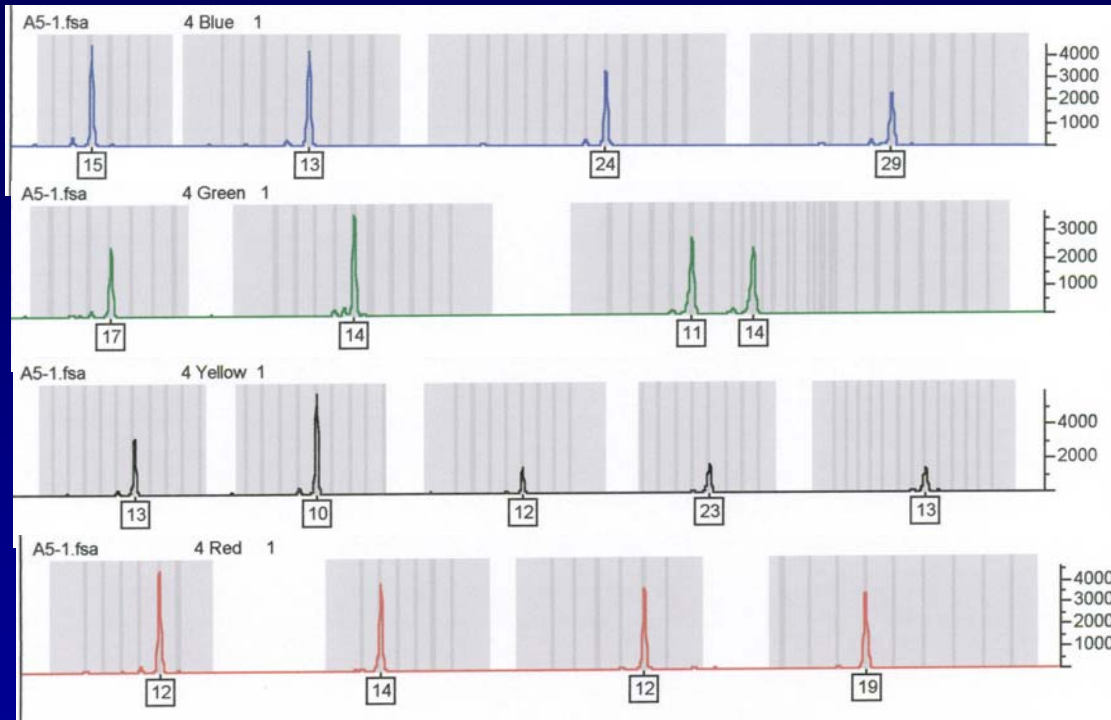 A5-1.fsa 4 Blue 1
4000
3000
2000
1000
15 13 24 29
A5-1.fsa 4 Green 1
3000
2000
1000
17 14 11 14
A5-1.fsa 4 Yellow 1
4000
2000
13 10 12 23 13
A5-1.fsa 4 Red 1
4000
3000
2000
1000
12 14 12 19